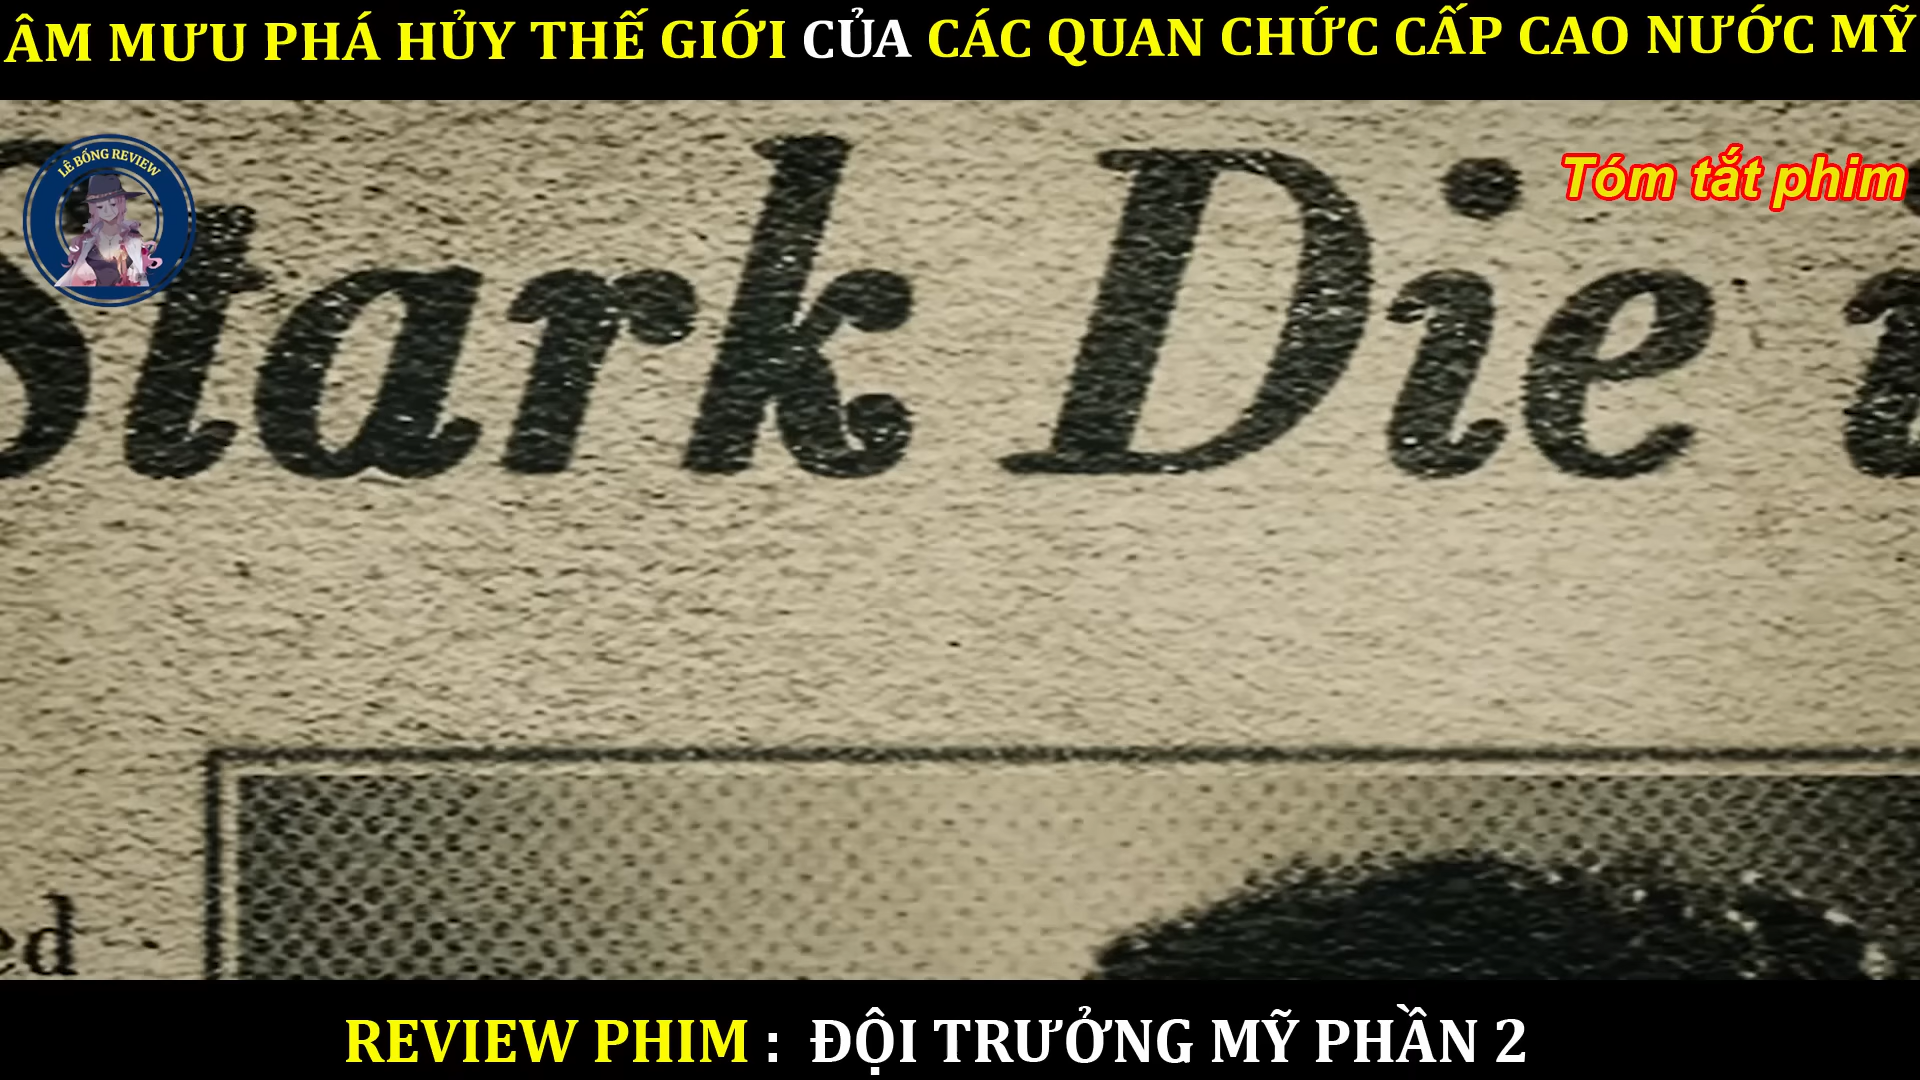 ÂM MƯU PHÁ HỦY THẾ GIỚI CỦA CÁC QUAN CHỨC CẤP CAO NƯỚC MỸ
LÊ BỐNG REVIEW
Tóm tắt phim
Stark Die
ed
REVIEW PHIM : ĐỘI TRƯỞNG MỸ PHẦN 2